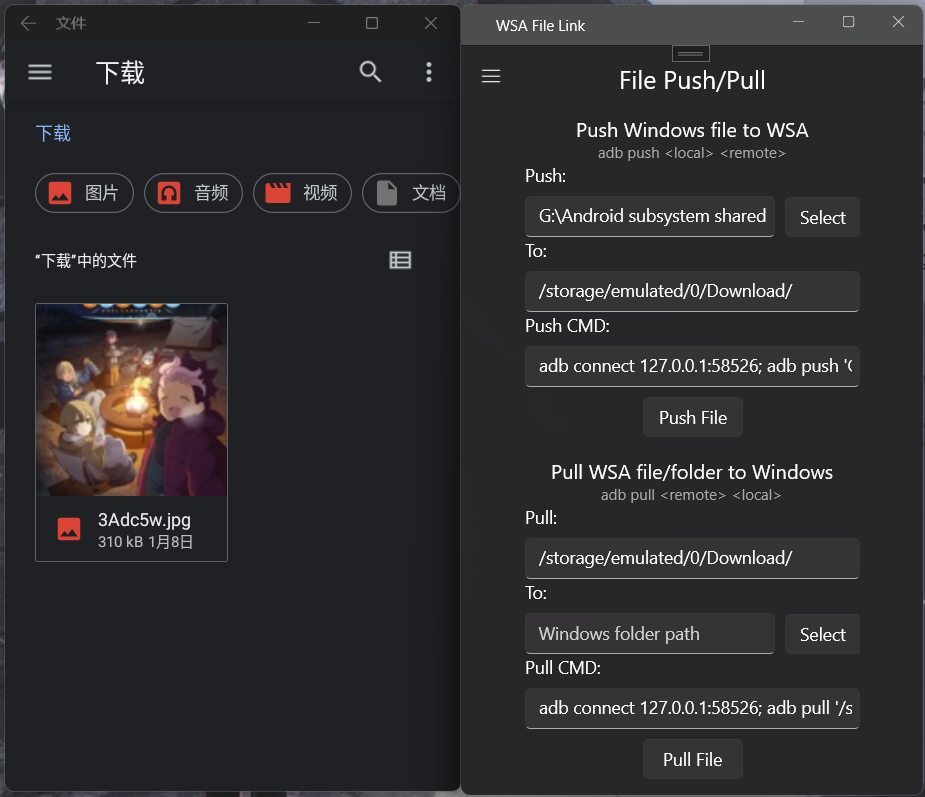 文件
下载
下载
图片
音频
视频
文档
“下载”中的文件
3Adc5w.jpg
310 kB 1月8日
WSA File Link
File Push/Pull
Push Windows file to WSA
adb push <local> <remote>
Push:
G:\Android subsystem shared
Select
To:
/storage/emulated/0/Download/
Push CMD:
adb connect 127.0.0.1:58526; adb push '
Push File
Pull WSA file/folder to Windows
adb pull <remote> <local>
Pull:
/storage/emulated/0/Download/
To:
Windows folder path
Select
Pull CMD:
adb connect 127.0.0.1:58526; adb pull '/s
Pull File